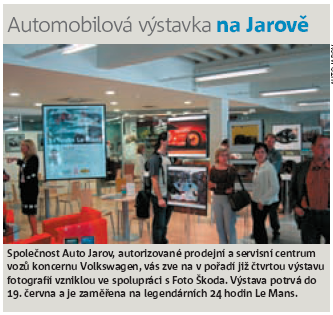 Automobilová výstavka na Jarově
AUTO JAROV
Společnost Auto Jarov, autorizované prodejní a servisní centrum
vozů koncernu Volkswagen, vás zve na v pořadí již čtvrtou výstavu
fotografií vzniklou ve spolupráci s Foto Škoda. Výstava potrvá do
19. června a je zaměřena na legendárních 24 hodin Le Mans.